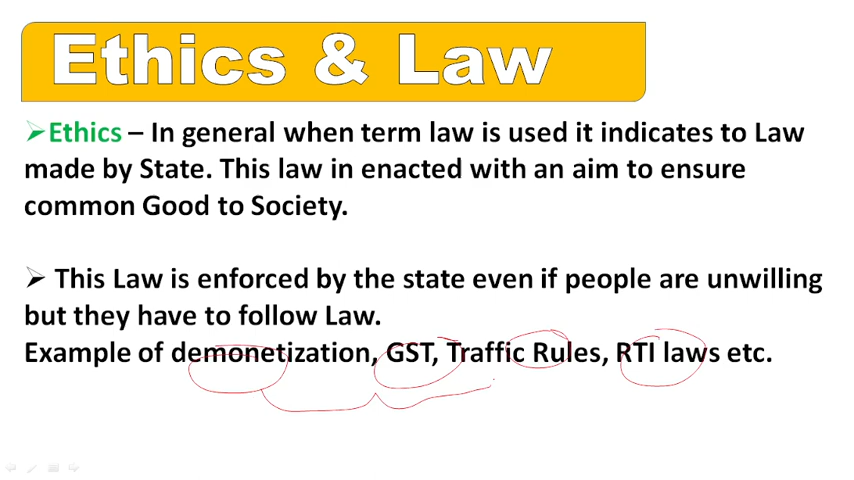 Ethics & Law
Ethics – In general when term law is used it indicates to Law
made by State. This law in enacted with an aim to ensure
common Good to Society.
This Law is enforced by the state even if people are unwilling
but they have to follow Law.
Example of demonetization, GST, Traffic Rules, RTI laws etc.